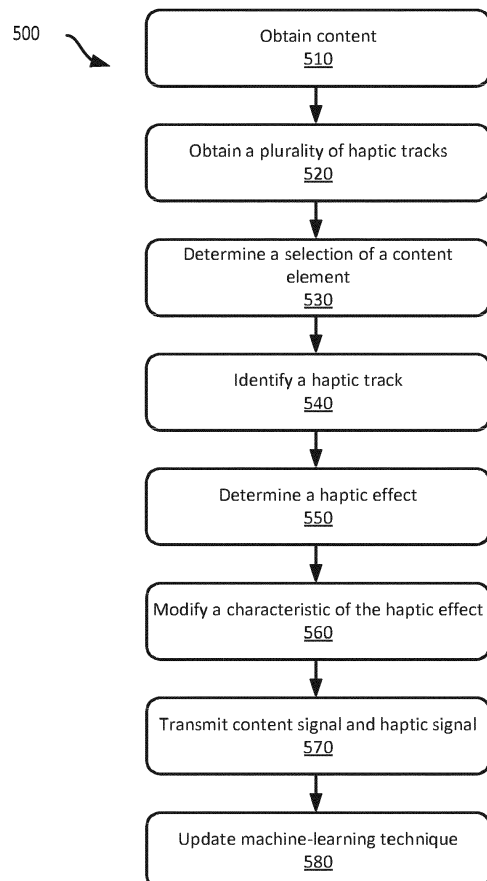 500
Obtain content
510
Obtain a plurality of haptic tracks
520
Determine a selection of a content
element
530
Identify a haptic track
540
Determine a haptic effect
550
Modify a characteristic of the haptic effect
560
Transmit content signal and haptic signal
570
Update machine-learning technique
580